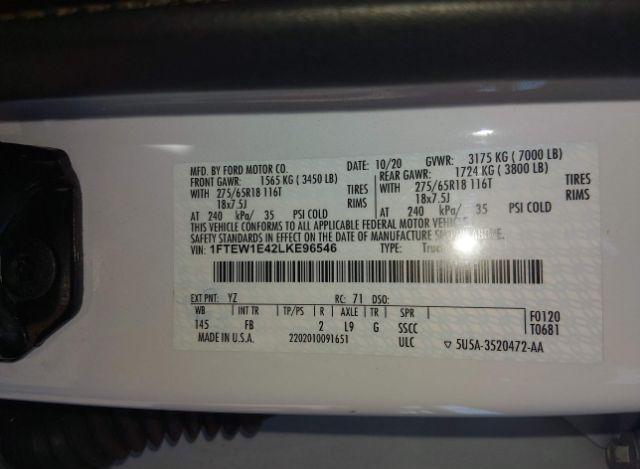 MFD. BY FORD MOTOR CO. DATE: 10/20 GVWR: 3175 KG ( 7000 LB)
FRONT GAWR: 1565 KG ( 3450 LB) REAR GAWR: 1724 KG ( 3800 LB)
WITH 275/65R18 116T TIRES WITH 275/65R18 116T TIRES
18x7.5J RIMS 18x7.5J RIMS
AT 240 kPa/ 35 PSI COLD AT 240 kPa/ 35 PSI COLD
THIS VEHICLE CONFORMS TO ALL APPLICABLE FEDERAL MOTOR VEHICLE
SAFETY STANDARDS IN EFFECT ON THE DATE OF MANUFACTURE SHOWN ABOVE.
VIN: 1FTEW1E42LKE96546 TYPE: Truck
EXT PNT: YZ RC: 71 DSO:
WB INT TR TP/PS R AXLE TR SPR F0120
145 FB 2 L9 G SSCC T0681
MADE IN U.S.A. 2202010091651 ULC ▽ 5U5A-3520472-AA